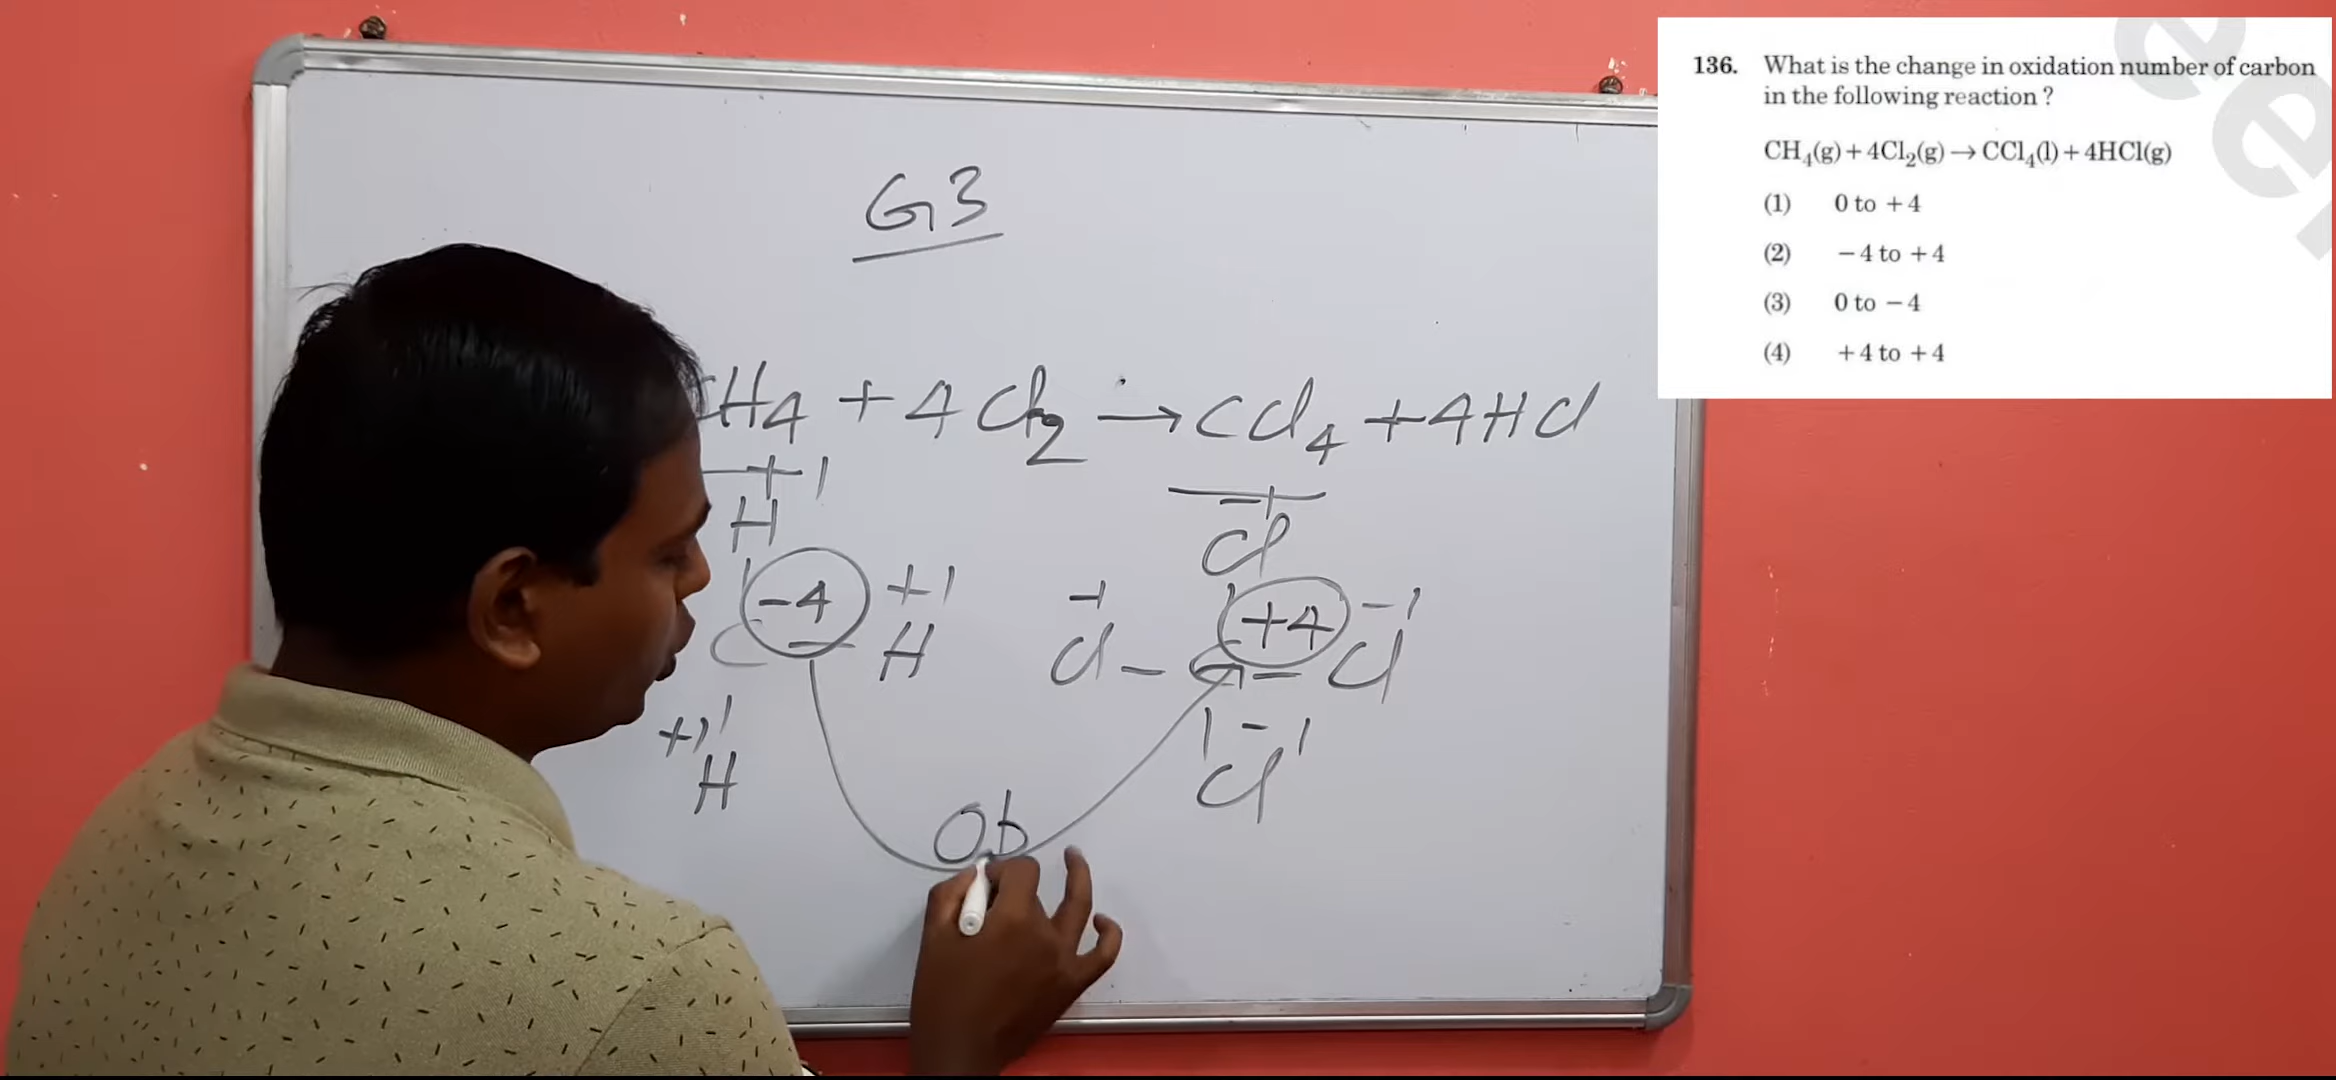 G3
CH4 + 4Cl2 → CCl4 + 4HCl
+1
H
-4
+1
C
H
+1
H
-1
Cl
-1
+4
-1
Cl - C - Cl
-1
Cl
136. What is the change in oxidation number of carbon
in the following reaction ?
CH₄(g) + 4Cl₂(g) → CCl₄(l) + 4HCl(g)
(1) 0 to + 4
(2) – 4 to + 4
(3) 0 to – 4
(4) + 4 to + 4